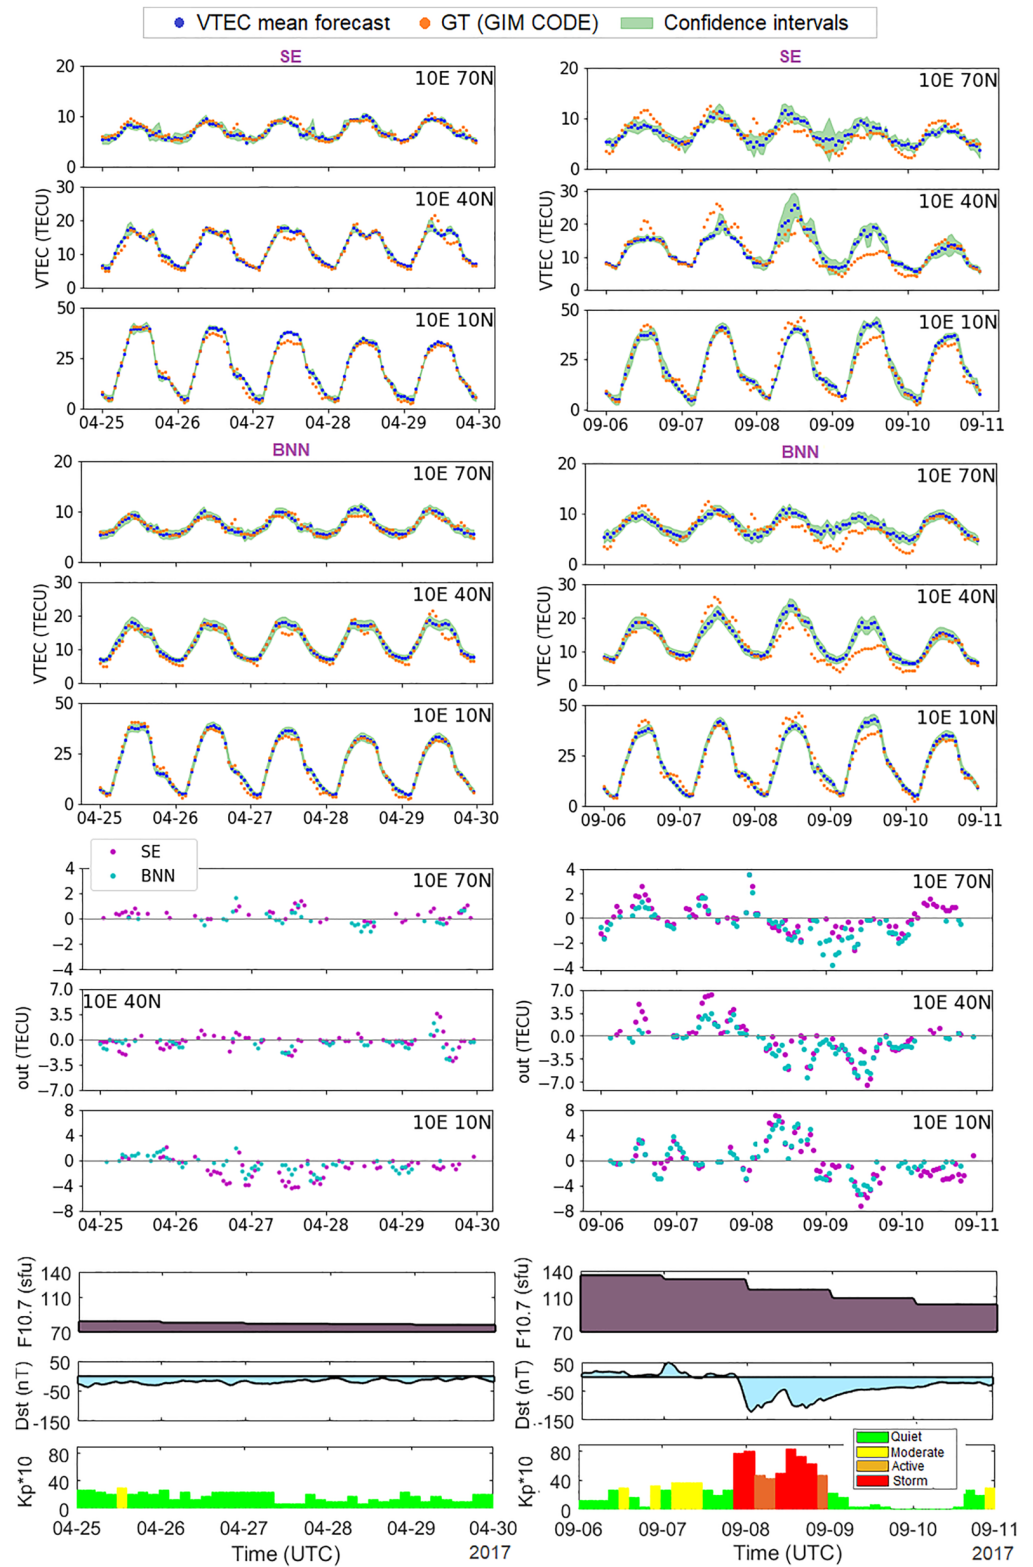 VTEC mean forecast GT (GIM CODE) Confidence intervals
SE SE
20 10E 70N 20 10E 70N
10 10
0 0
30 10E 40N 30 10E 40N
VTEC (TECU) 20 VTEC (TECU) 20
10 10
0 0
50 10E 10N 50 10E 10N
25 25
0 0
04-25 04-26 04-27 04-28 04-29 04-30 09-06 09-07 09-08 09-09 09-10 09-11
BNN BNN
20 10E 70N 20 10E 70N
10 10
0 0
30 10E 40N 30 10E 40N
VTEC (TECU) 20 VTEC (TECU) 20
10 10
0 0
50 10E 10N 50 10E 10N
25 25
0 0
04-25 04-26 04-27 04-28 04-29 04-30 09-06 09-07 09-08 09-09 09-10 09-11
SE
BNN
4 10E 70N 4 10E 70N
2 2
0 0
−2 −2
−4 −4
7.0 10E 40N 7.0 10E 40N
3.5 3.5
out (TECU) 0.0 out (TECU) 0.0
−3.5 −3.5
−7.0 −7.0
8 10E 10N 8 10E 10N
4 4
0 0
−4 −4
−8 −8
04-25 04-26 04-27 04-28 04-29 04-30 09-06 09-07 09-08 09-09 09-10 09-11
F10.7 (sfu) 140 F10.7 (sfu) 140
110 110
70 70
Dst (nT) 50 Dst (nT) 50
-50 -50
-150 -150
Kp*10 80 Kp*10 80
40 40
0 0
Quiet
Moderate
Active
Storm
04-25 04-26 04-27 04-28 04-29 04-30 09-06 09-07 09-08 09-09 09-10 09-11
Time (UTC) 2017 Time (UTC) 2017